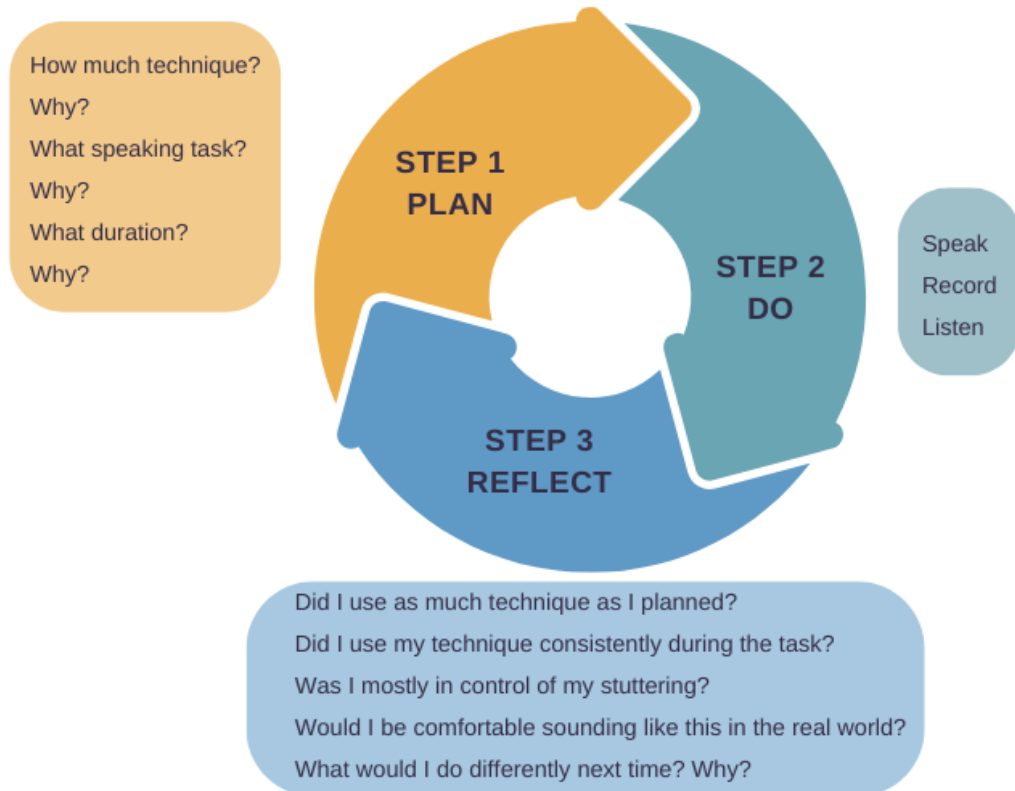 How much technique?
Why?
What speaking task?
Why?
What duration?
Why?
STEP 1
PLAN
STEP 2
DO
Speak
Record
Listen
STEP 3
REFLECT
Did I use as much technique as I planned?
Did I use my technique consistently during the task?
Was I mostly in control of my stuttering?
Would I be comfortable sounding like this in the real world?
What would I do differently next time? Why?